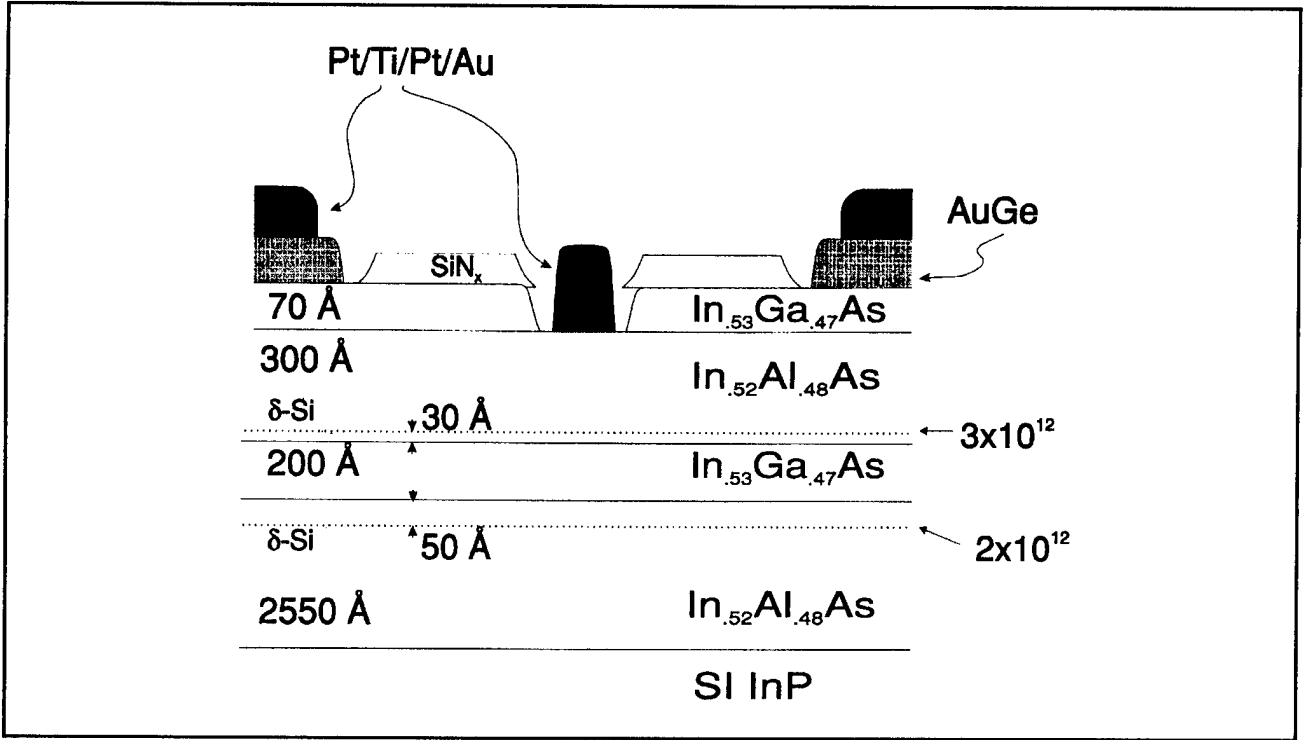 Pt/Ti/Pt/Au
AuGe
SiNₓ
70 Å
In.₅₃Ga.₄₇As
300 Å
In.₅₂Al.₄₈As
δ-Si
30 Å
3x10¹²
200 Å
In.₅₃Ga.₄₇As
δ-Si
50 Å
2x10¹²
2550 Å
In.₅₂Al.₄₈As
SI InP